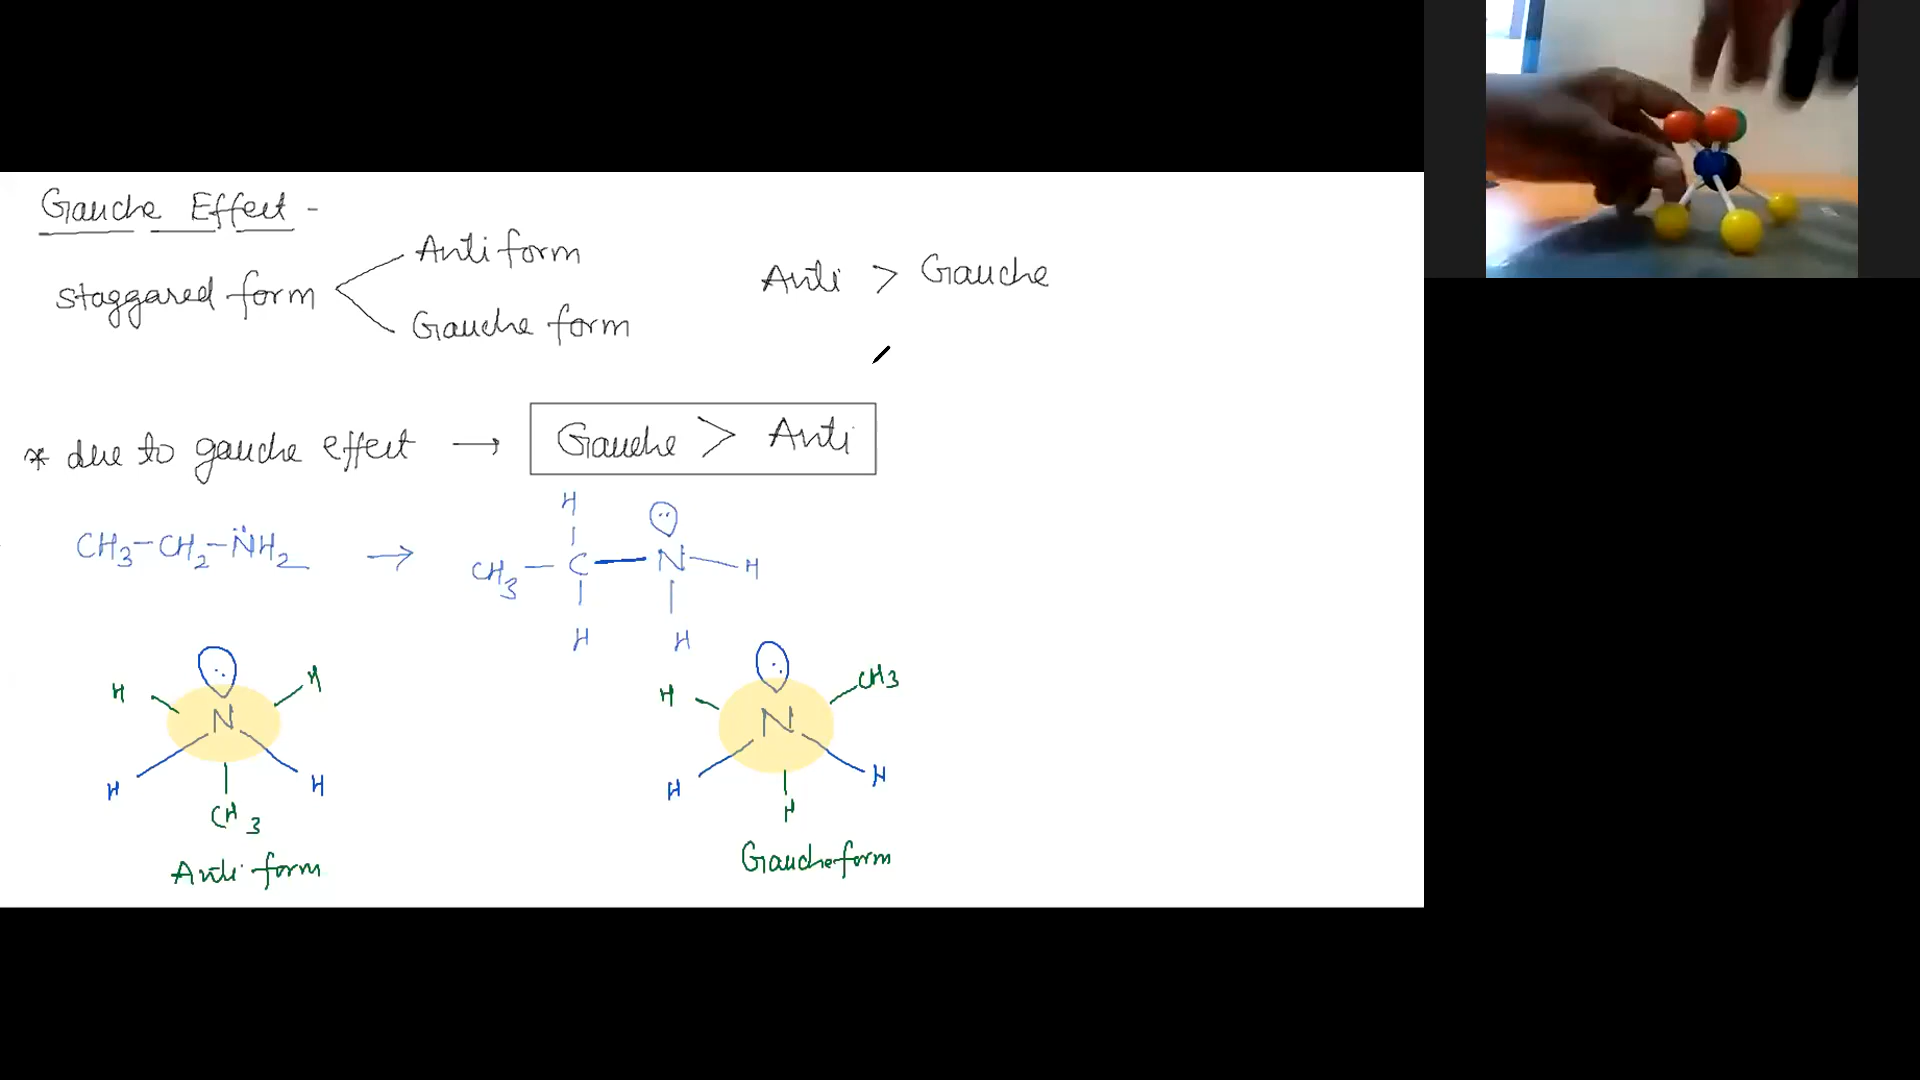 Gauche Effect -
staggared form
Anti form
Gauche form
Anti > Gauche
* due to gauche effect → Gauche > Anti
CH3-CH2-N̈H2 →
H
CH3 - C - N - H
H H
H H
N
H H
CH3
Anti form
H CH3
N
H H
H
Gauche form